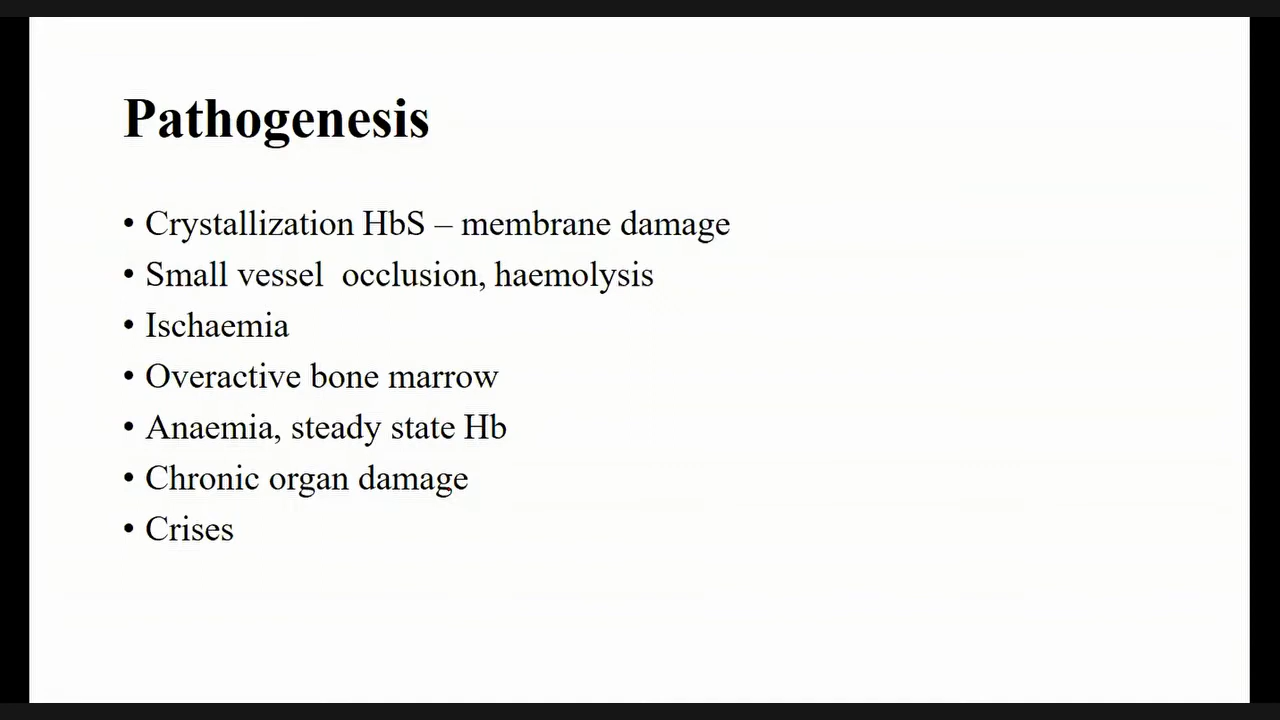 Pathogenesis
• Crystallization HbS – membrane damage
• Small vessel  occlusion, haemolysis
• Ischaemia
• Overactive bone marrow
• Anaemia, steady state Hb
• Chronic organ damage
• Crises